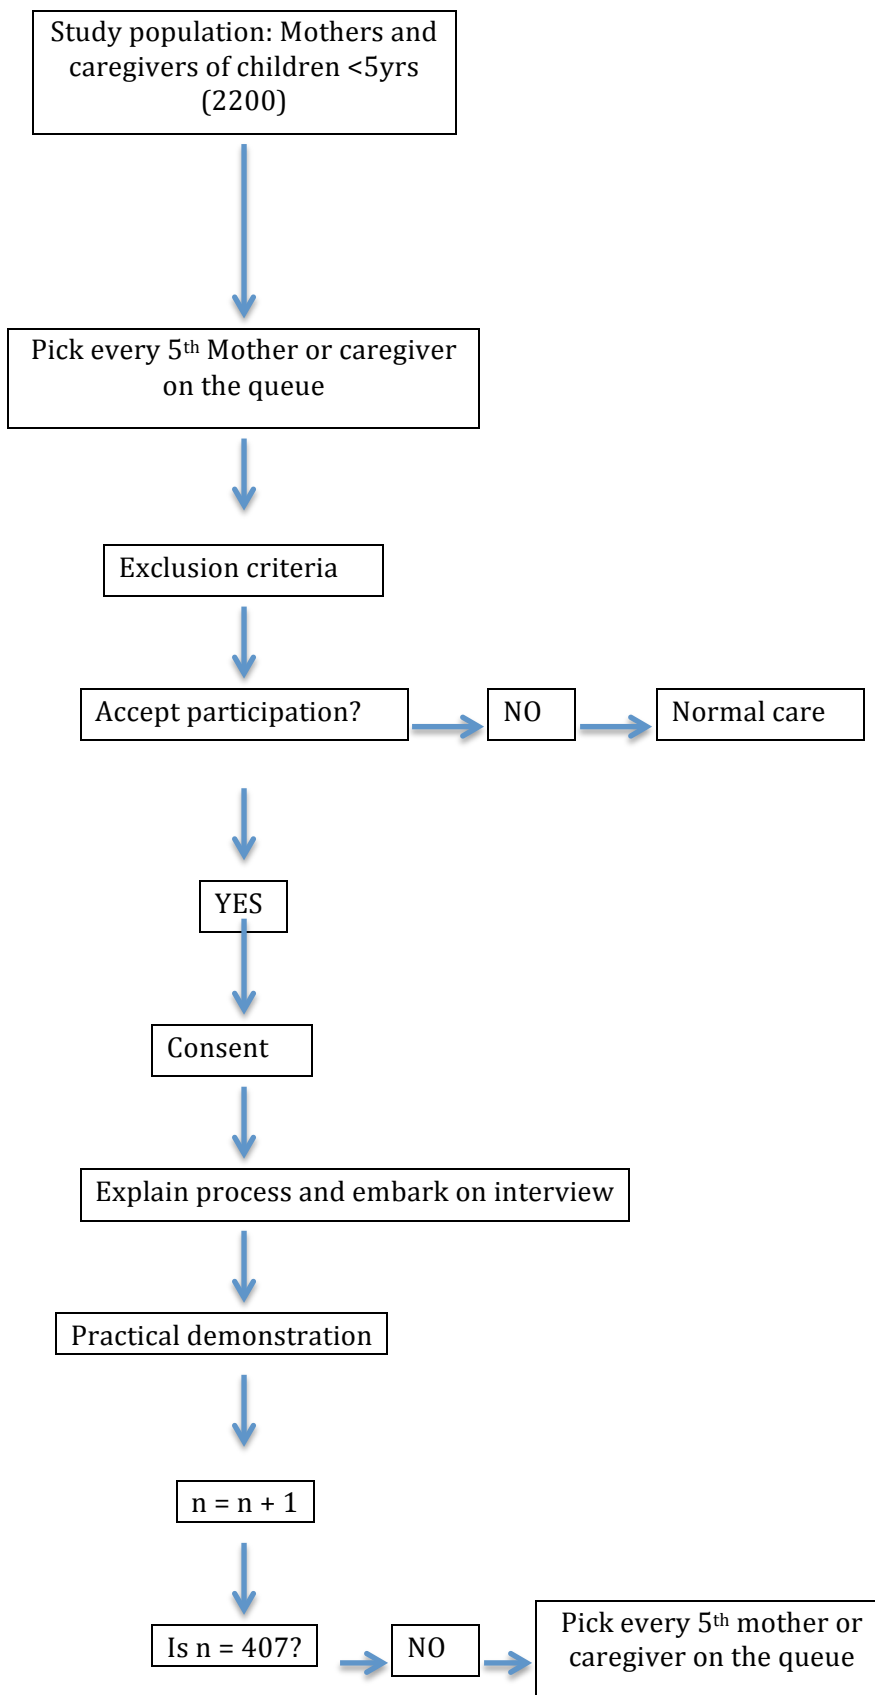 Study population: Mothers and
caregivers of children <5yrs
(2200)
Pick every 5th Mother or caregiver
on the queue
Exclusion criteria
Accept participation?
NO
Normal care
YES
Consent
Explain process and embark on interview
Practical demonstration
n = n + 1
Is n = 407?
NO
Pick every 5th mother or
caregiver on the queue